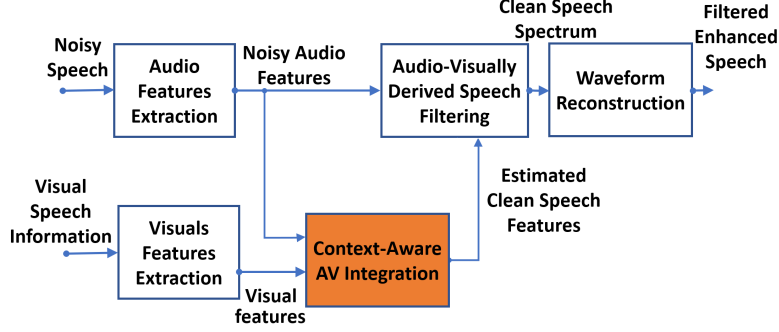 Noisy
Speech
Audio
Features
Extraction
Noisy Audio
Features
Audio-Visually
Derived Speech
Filtering
Clean Speech
Spectrum
Waveform
Reconstruction
Filtered
Enhanced
Speech
Visual
Speech
Information
Visuals
Features
Extraction
Visual
features
Context-Aware
AV Integration
Estimated
Clean Speech
Features